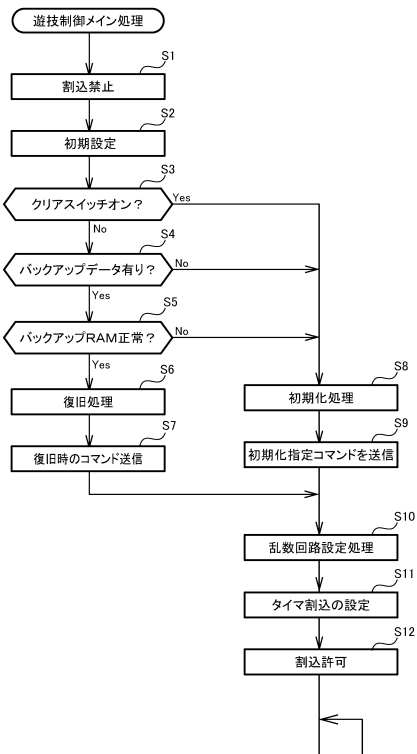 遊技制御メイン処理
S1
割込禁止
S2
初期設定
S3
クリアスイッチオン？
Yes
No
S4
バックアップデータ有り？
No
Yes
S5
バックアップRAM正常？
No
Yes
S6
復旧処理
S7
復旧時のコマンド送信
S8
初期化処理
S9
初期化指定コマンドを送信
S10
乱数回路設定処理
S11
タイマ割込の設定
S12
割込許可